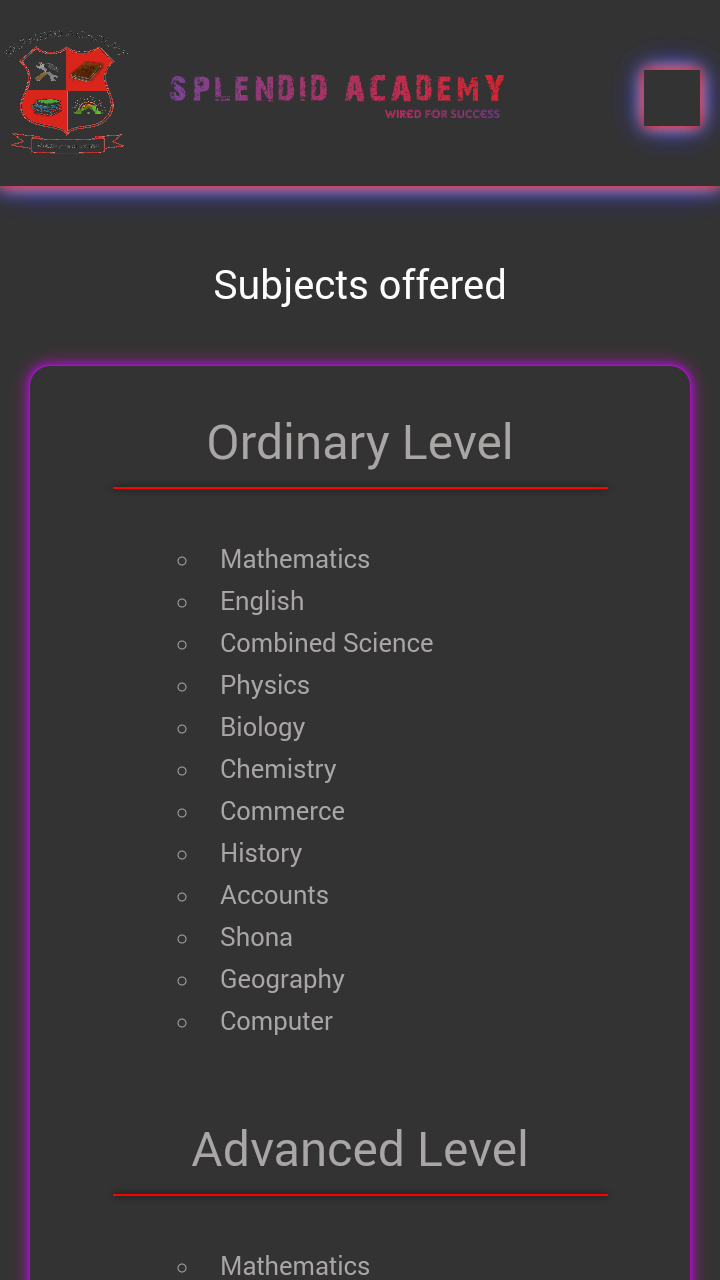 SPLENDID ACADEMY
WIRED FOR SUCCESS
Subjects offered
Ordinary Level
Mathematics
English
Combined Science
Physics
Biology
Chemistry
Commerce
History
Accounts
Shona
Geography
Computer
Advanced Level
Mathematics